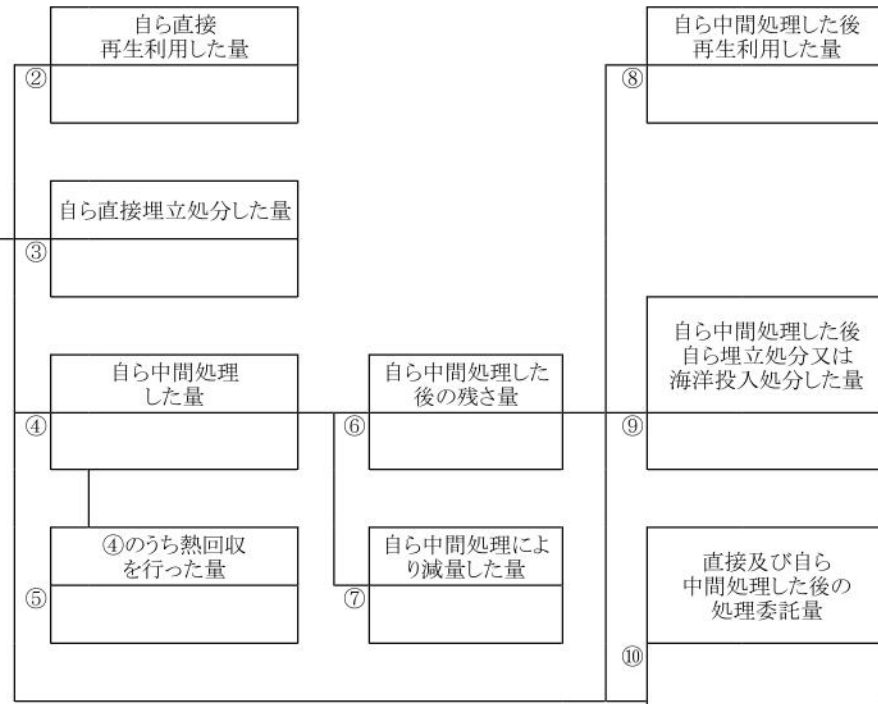 自ら直接
再生利用した量
②
自ら中間処理した後
再生利用した量
⑧
自ら直接埋立処分した量
③
自ら中間処理
した量
④
自ら中間処理した
後の残さ量
⑥
自ら中間処理した後
自ら埋立処分又は
海洋投入処分した量
⑨
④のうち熱回収
を行った量
⑤
自ら中間処理によ
り減量した量
⑦
直接及び自ら
中間処理した後の
処理委託量
⑩